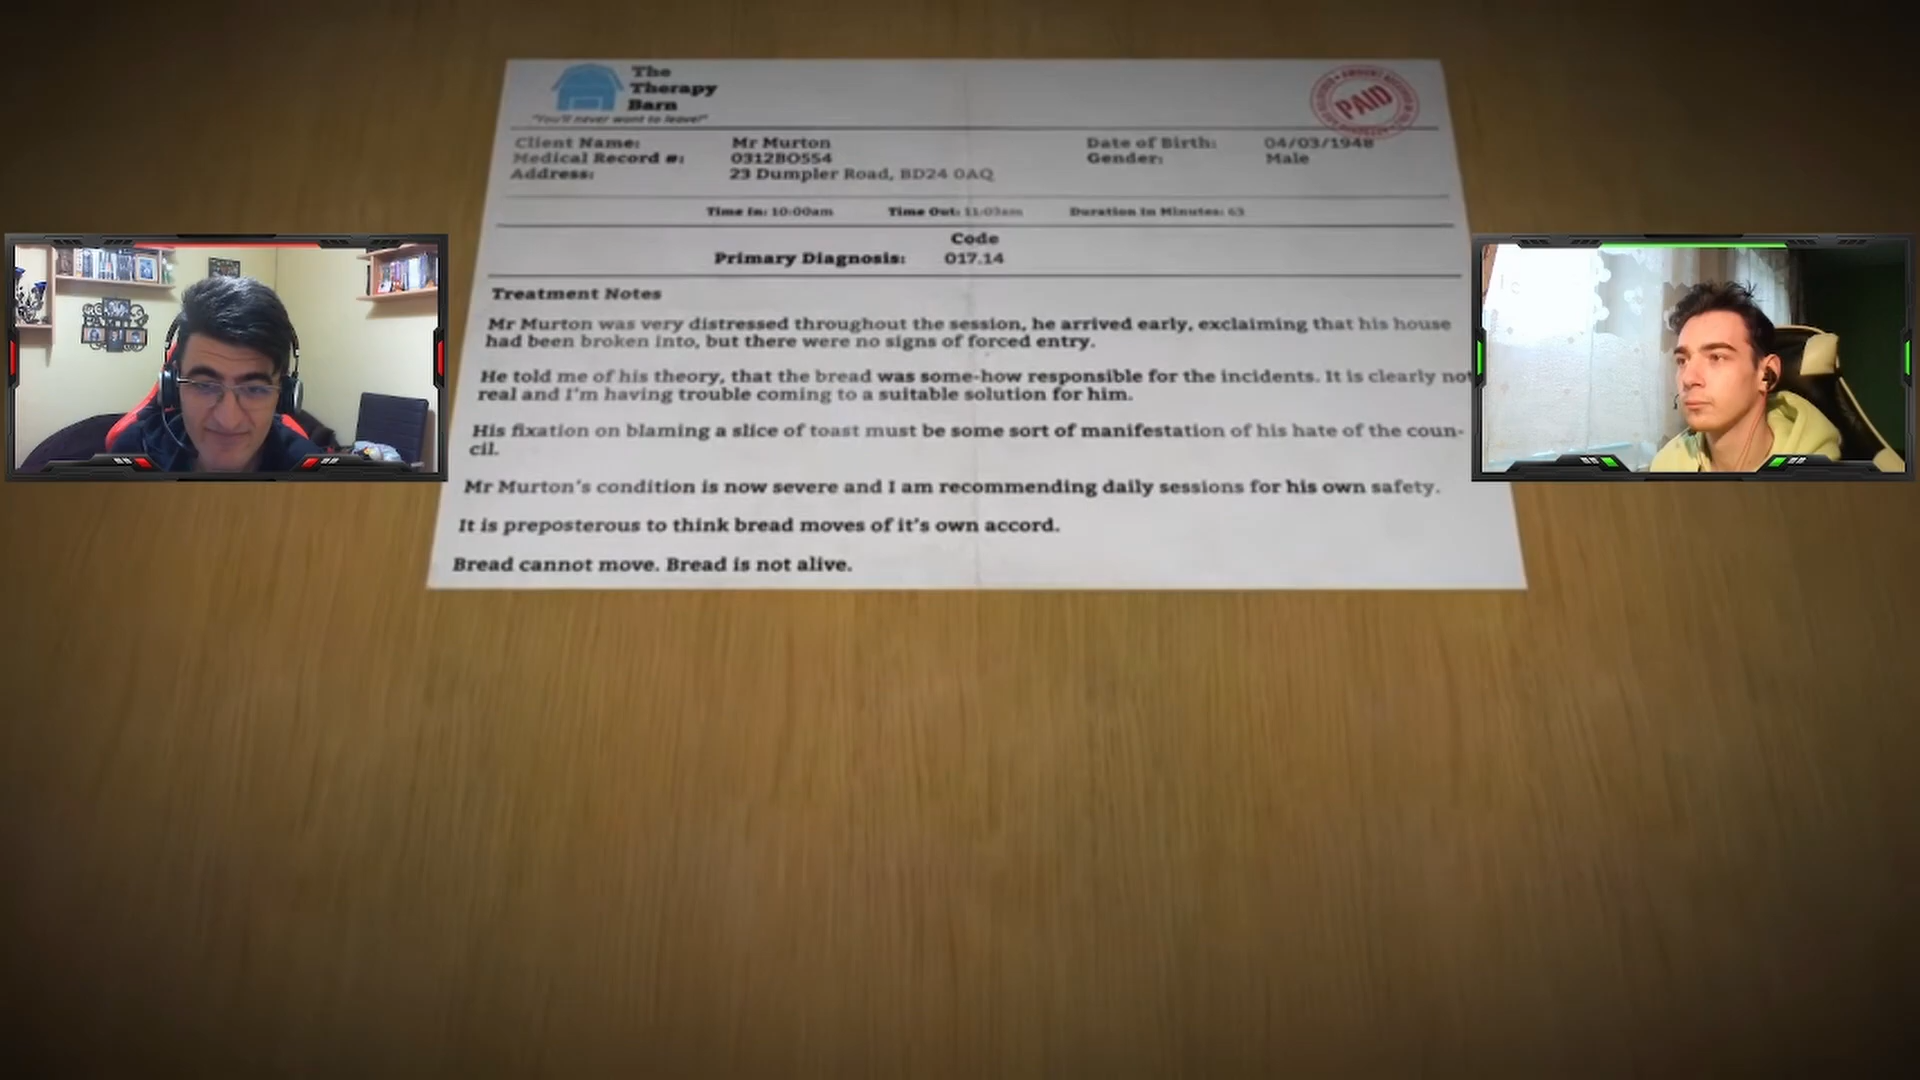 The
Therapy
Barn
"You'll never want to leave!"
PAID
Client Name: Mr Murton Date of Birth: 04/03/1948
Medical Record #: 0312BO554 Gender: Male
Address: 23 Dumpler Road, BD24 0AQ
Time In: 10:00am Time Out: 11:03am Duration In Minutes: 63
Code
Primary Diagnosis: O17.14
Treatment Notes
Mr Murton was very distressed throughout the session, he arrived early, exclaiming that his house
had been broken into, but there were no signs of forced entry.
He told me of his theory, that the bread was some-how responsible for the incidents. It is clearly not
real and I'm having trouble coming to a suitable solution for him.
His fixation on blaming a slice of toast must be some sort of manifestation of his hate of the coun-
cil.
Mr Murton's condition is now severe and I am recommending daily sessions for his own safety.
It is preposterous to think bread moves of it's own accord.
Bread cannot move. Bread is not alive.
FAMILY